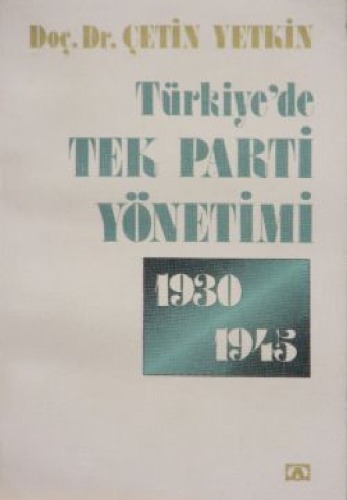 Doç. Dr. ÇETİN YETKİN
Türkiye'de
TEK PARTİ
YÖNETİMİ
1930
1945